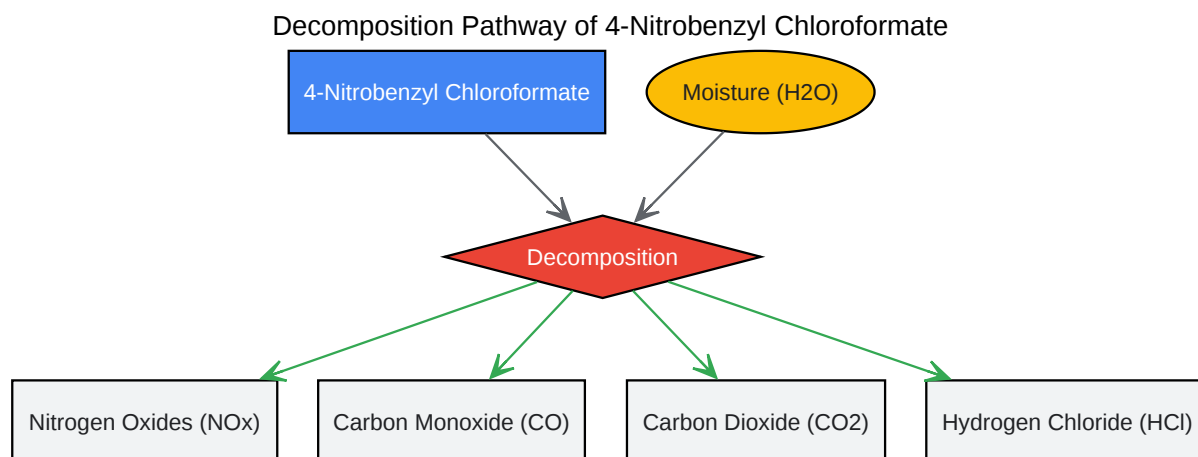 Decomposition Pathway of 4-Nitrobenzyl Chloroformate
4-Nitrobenzyl Chloroformate
Moisture (H2O)
Decomposition
Nitrogen Oxides (NOx)
Carbon Monoxide (CO)
Carbon Dioxide (CO2)
Hydrogen Chloride (HCl)